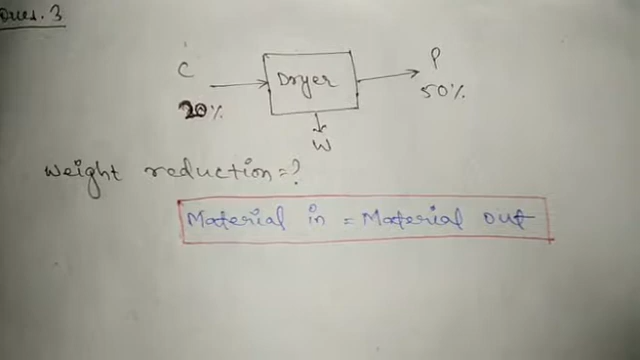 Ques. 3
C
20%
Dryer
P
50%
W
Weight reduction = ?
Material in = Material out